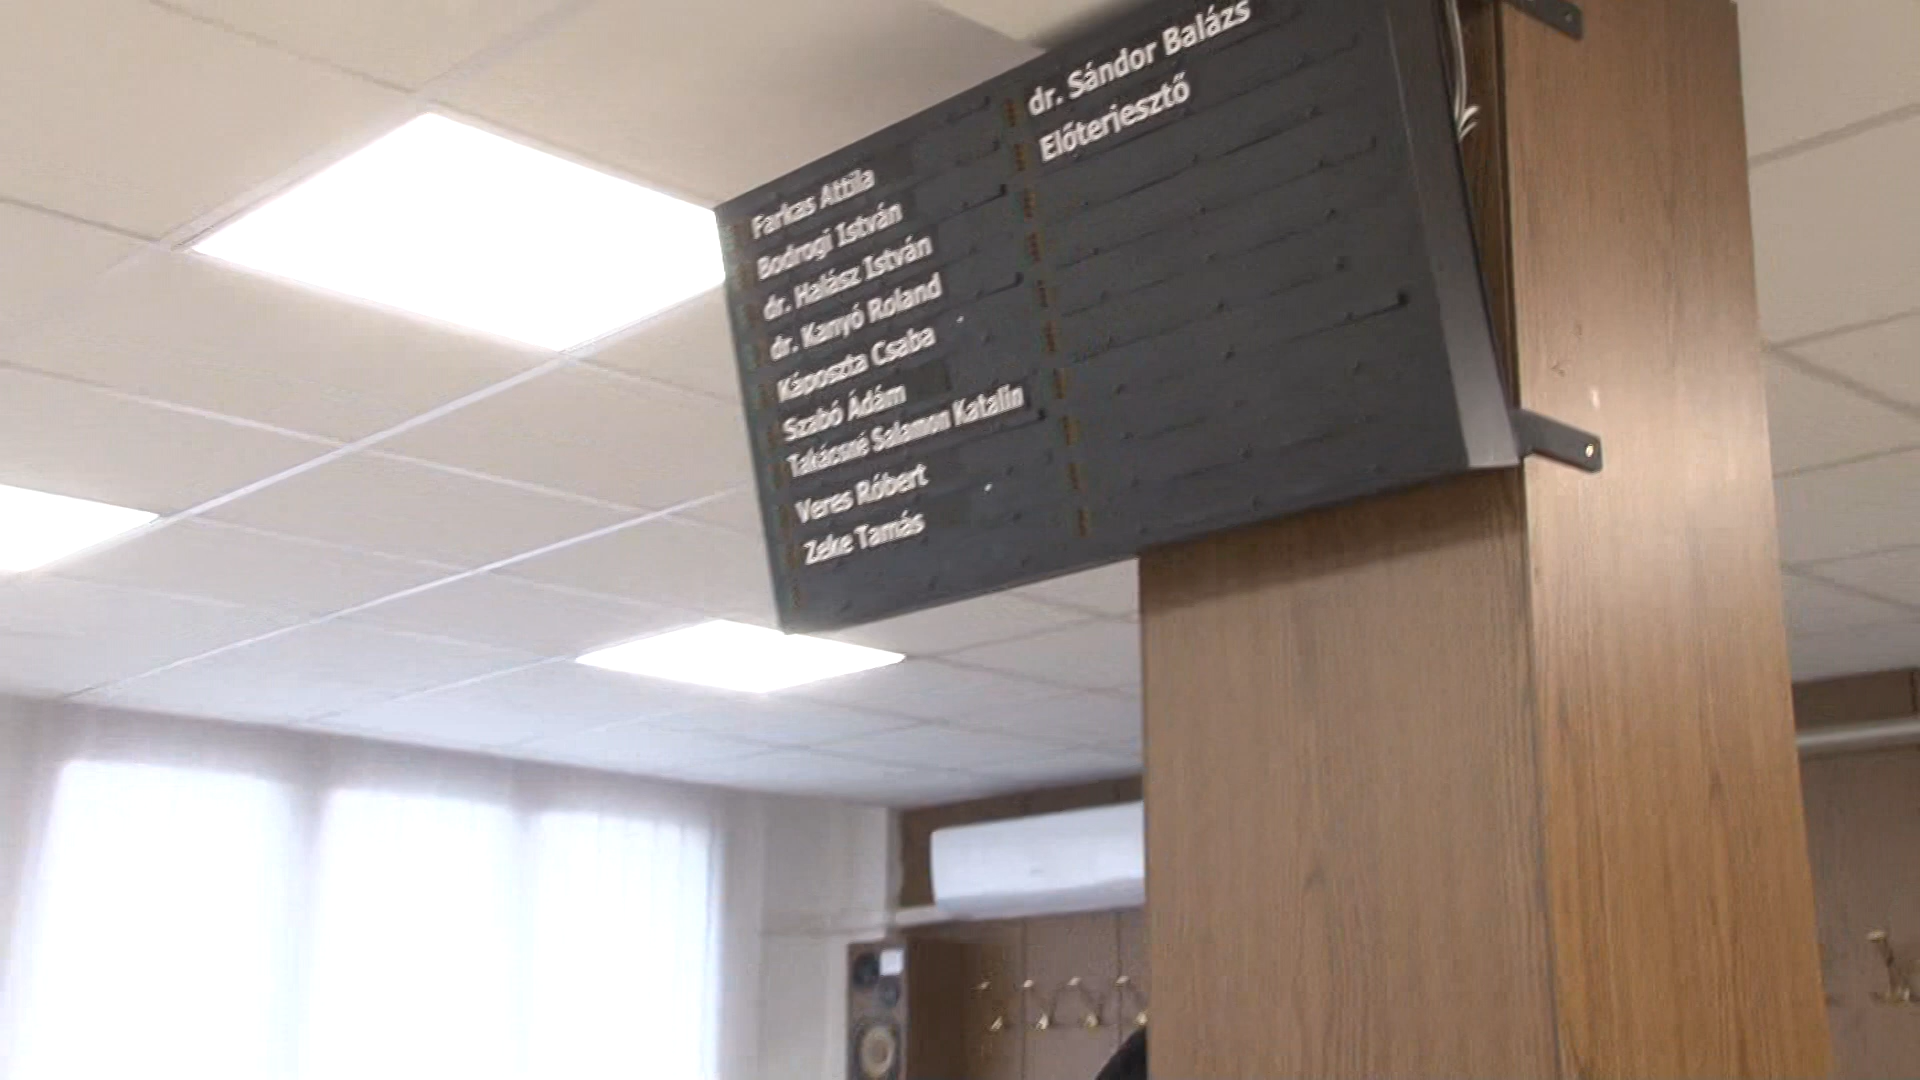 Farkas Attila
Bodrogi István
dr. Halász István
dr. Kanyó Roland
Káposzta Csaba
Szabó Ádám
Takácsné Salamon Katalin
Veres Róbert
Zeke Tamás
dr. Sándor Balázs
Előterjesztő